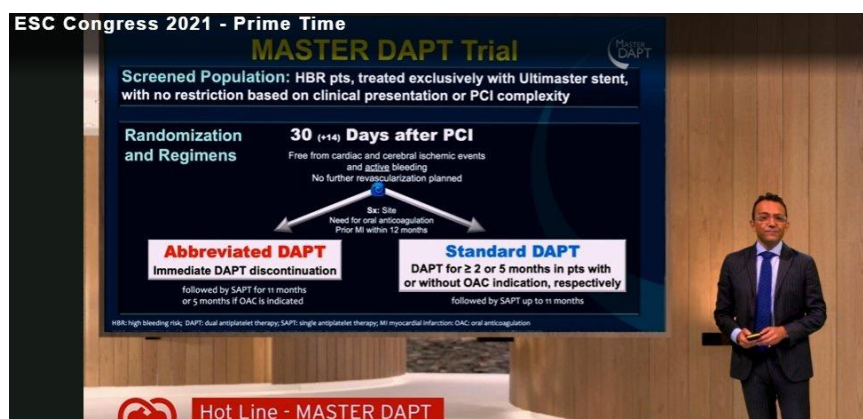 ESC Congress 2021 - Prime Time
MASTER DAPT Trial
MASTER
DAPT
Screened Population: HBR pts, treated exclusively with Ultimaster stent,
with no restriction based on clinical presentation or PCI complexity
Randomization
and Regimens
30 (+14) Days after PCI
Free from cardiac and cerebral ischemic events
and active bleeding
No further revascularization planned
Sx: Site
Need for oral anticoagulation
Prior MI within 12 months
Abbreviated DAPT
Immediate DAPT discontinuation
followed by SAPT for 11 months
or 5 months if OAC is indicated
Standard DAPT
DAPT for ≥ 2 or 5 months in pts with
or without OAC indication, respectively
followed by SAPT up to 11 months
HBR: high bleeding risk; DAPT: dual antiplatelet therapy; SAPT: single antiplatelet therapy; MI myocardial infarction: OAC: oral anticoagulation
Hot Line - MASTER DAPT